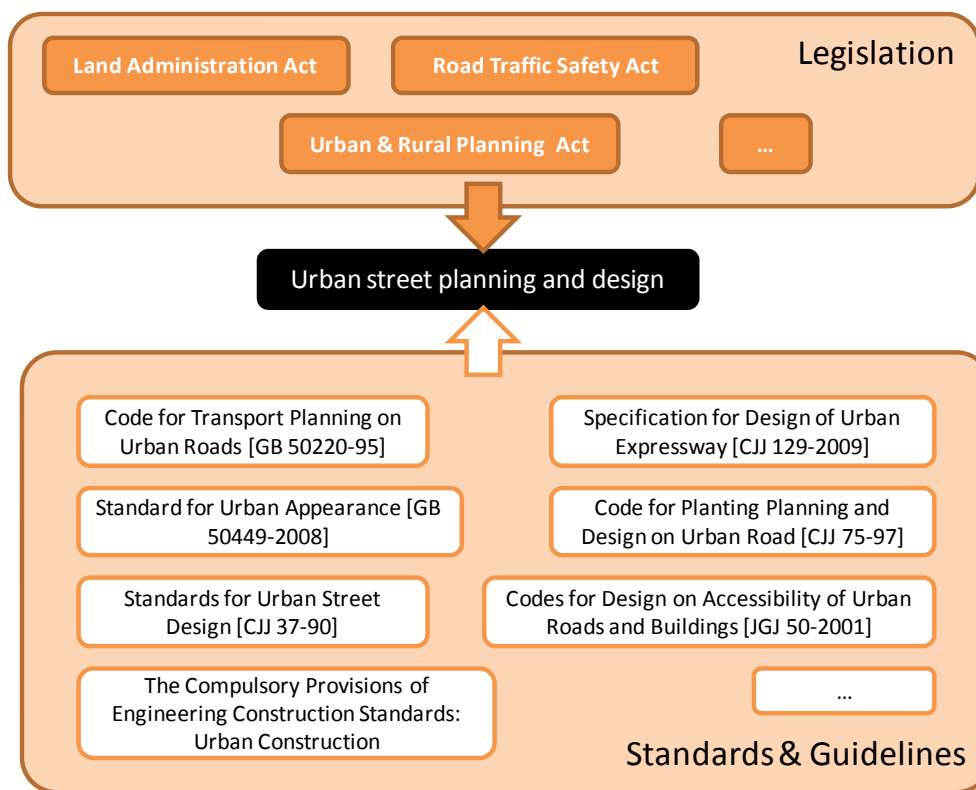 Legislation
Land Administration Act
Road Traffic Safety Act
Urban & Rural Planning Act
...
Urban street planning and design
Code for Transport Planning on
Urban Roads [GB 50220-95]
Specification for Design of Urban
Expressway [CJJ 129-2009]
Standard for Urban Appearance [GB
50449-2008]
Code for Planting Planning and
Design on Urban Road [CJJ 75-97]
Standards for Urban Street
Design [CJJ 37-90]
Codes for Design on Accessibility of Urban
Roads and Buildings [JGJ 50-2001]
The Compulsory Provisions of
Engineering Construction Standards:
Urban Construction
...
Standards & Guidelines